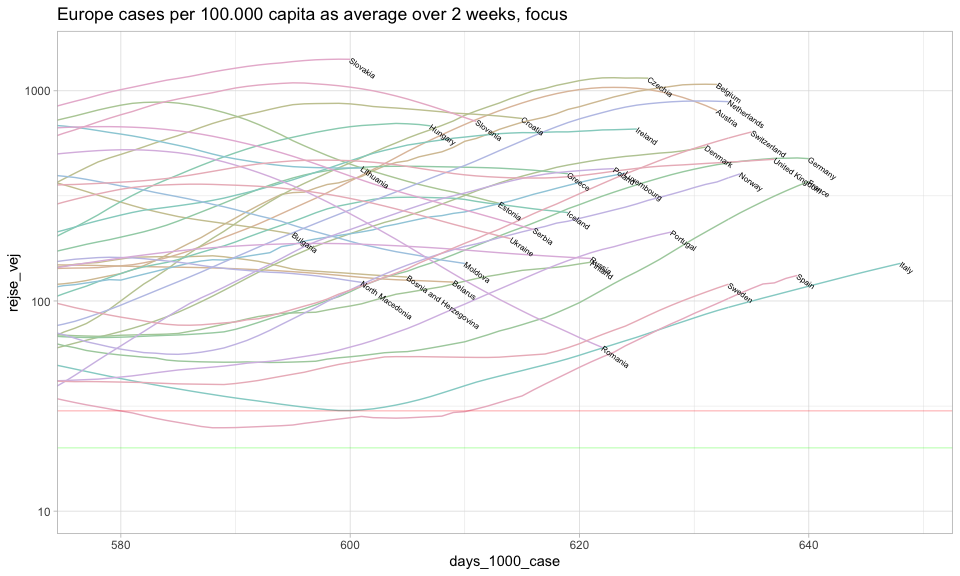 Europe cases per 100.000 capita as average over 2 weeks, focus
rejse_vej
1000
100
10
Slovakia
Czechia
Belgium
Netherlands
Austria
Croatia
Slovenia
Hungary
Ireland
Switzerland
Denmark
Germany
United Kingdom
France
Lithuania
Greece
Poland
Luxembourg
Norway
Estonia
Iceland
Serbia
Bulgaria
Ukraine
Portugal
Moldova
Russia
Finland
Italy
North Macedonia
Bosnia and Herzegovina
Belarus
Sweden
Spain
Romania
580
600
620
640
days_1000_case